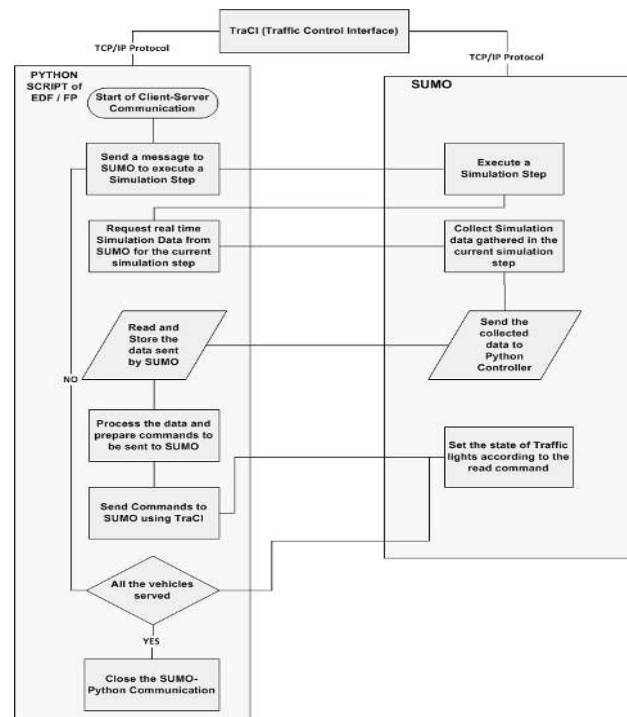 TraCI (Traffic Control Interface)
TCP/IP Protocol
TCP/IP Protocol
PYTHON
SCRIPT of
EDF / FP
Start of Client-Server
Communication
Send a message to
SUMO to execute a
Simulation Step
Request real time
Simulation Data from
SUMO for the current
simulation step
Read and
Store the
data sent
by SUMO
NO
Process the data and
prepare commands to
be sent to SUMO
Send Commands to
SUMO using TraCI
All the vehicles
served
YES
Close the SUMO-
Python Communication
SUMO
Execute a
Simulation Step
Collect Simulation
data gathered in the
current simulation
step
Send the
collected
data to
Python
Controller
Set the state of Traffic
lights according to the
read command